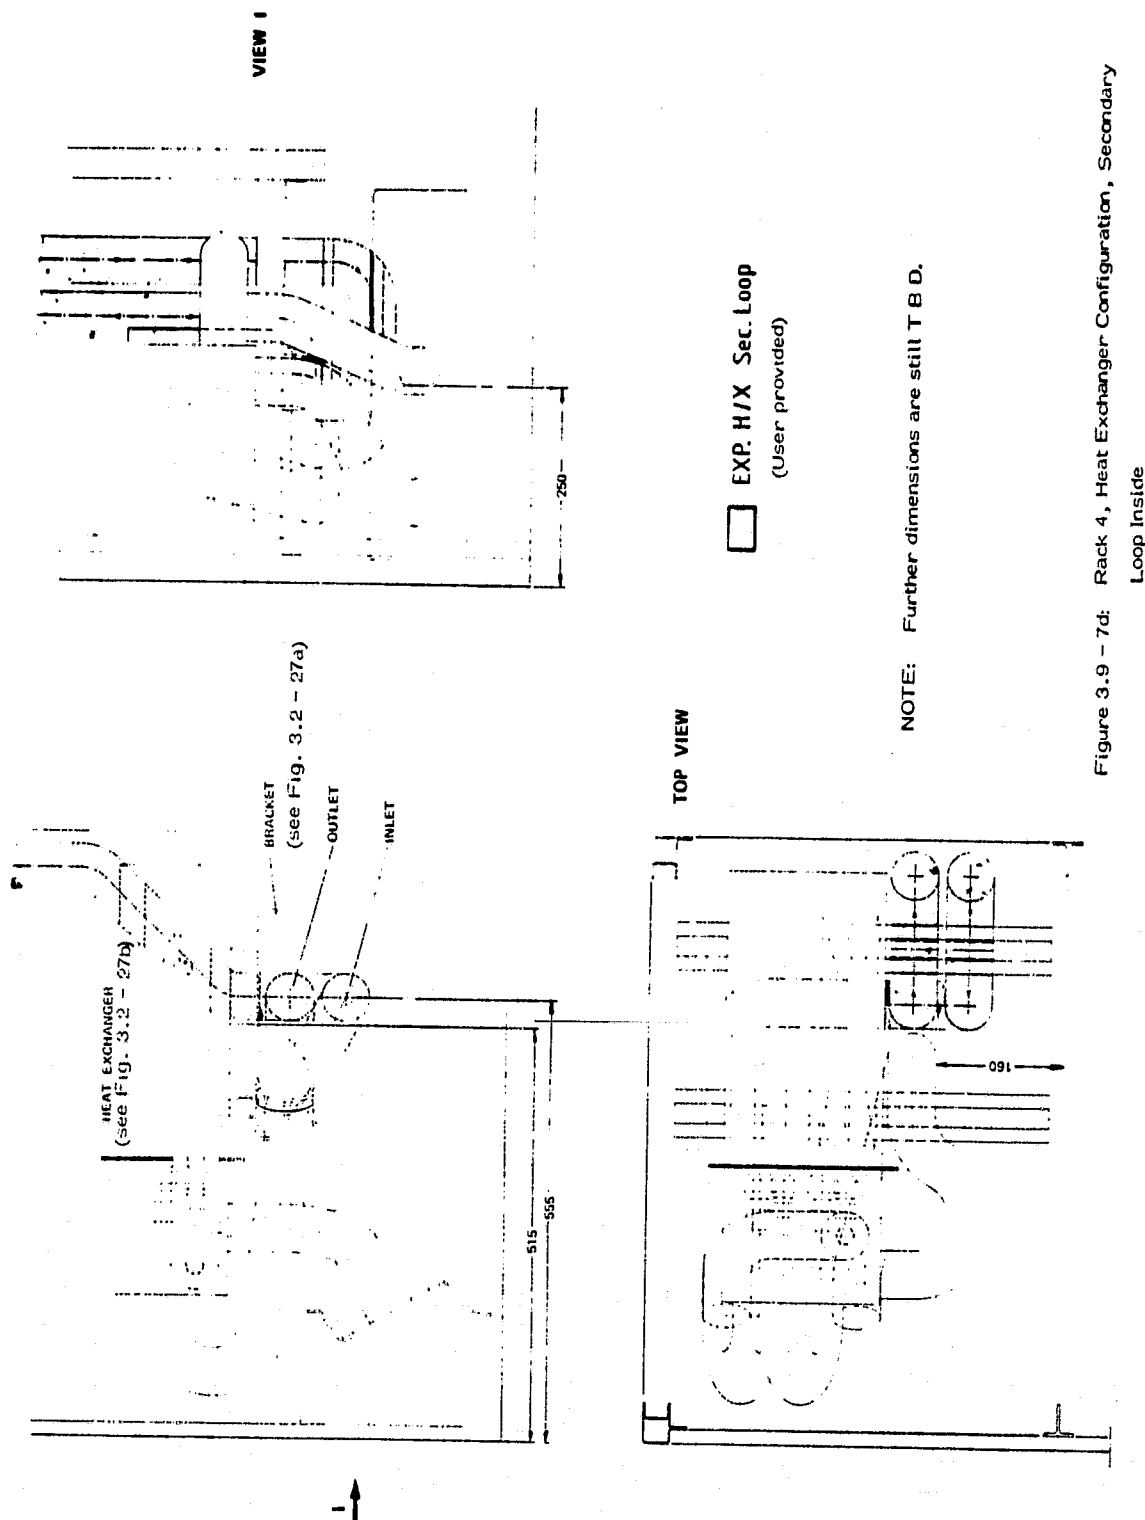 VIEW I
250
HEAT EXCHANGER
(see Fig. 3.2 - 27b)
BRACKET
(see Fig. 3.2 - 27a)
OUTLET
INLET
515
555
I
TOP VIEW
160
EXP. H/X Sec. Loop
(User provided)
NOTE: Further dimensions are still T B D.
Figure 3.9 - 7d: Rack 4, Heat Exchanger Configuration, Secondary
Loop Inside